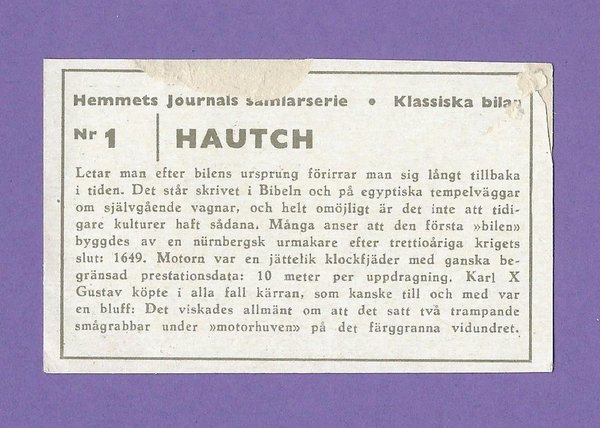 Hemmets Journals samlarserie • Klassiska bilar
Nr 1 HAUTCH
Letar man efter bilens ursprung förirrar man sig långt tillbaka
i tiden. Det står skrivet i Bibeln och på egyptiska tempelväggar
om självgående vagnar, och helt omöjligt är det inte att tidi-
gare kulturer haft sådana. Många anser att den första »bilen»
byggdes av en nürnbergsk urmakare efter trettioåriga krigets
slut: 1649. Motorn var en jättelik klockfjäder med ganska be-
gränsad prestationsdata: 10 meter per uppdragning. Karl X
Gustav köpte i alla fall kärran, som kanske till och med var
en bluff: Det viskades allmänt om att det satt två trampande
smågrabbar under »motorhuven» på det färggranna vidundret.